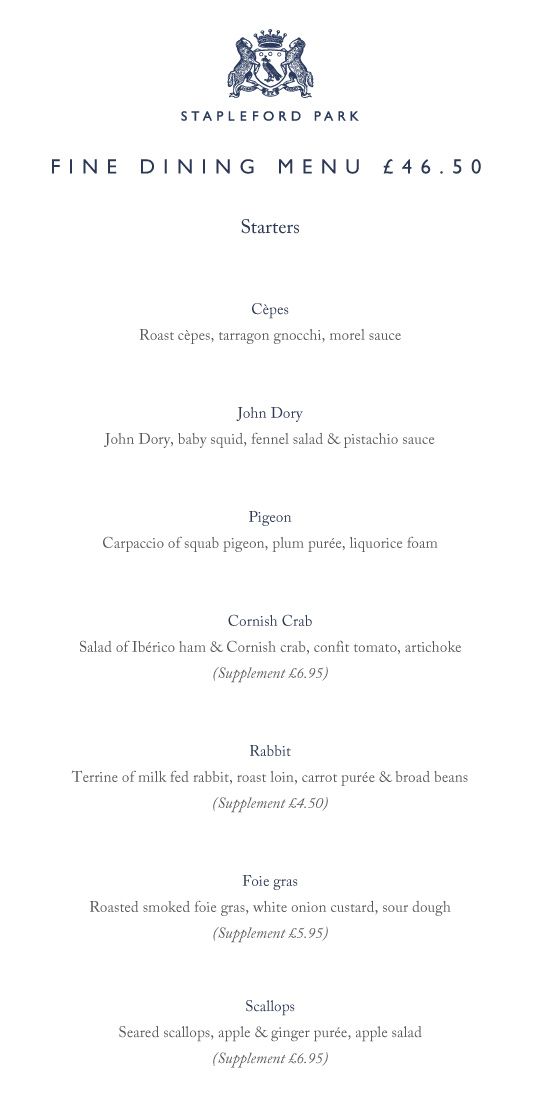 STAPLEFORD PARK
FINE DINING MENU £46.50
Starters
Cèpes
Roast cèpes, tarragon gnocchi, morel sauce
John Dory
John Dory, baby squid, fennel salad & pistachio sauce
Pigeon
Carpaccio of squab pigeon, plum purée, liquorice foam
Cornish Crab
Salad of Ibérico ham & Cornish crab, confit tomato, artichoke
(Supplement £6.95)
Rabbit
Terrine of milk fed rabbit, roast loin, carrot purée & broad beans
(Supplement £4.50)
Foie gras
Roasted smoked foie gras, white onion custard, sour dough
(Supplement £5.95)
Scallops
Seared scallops, apple & ginger purée, apple salad
(Supplement £6.95)